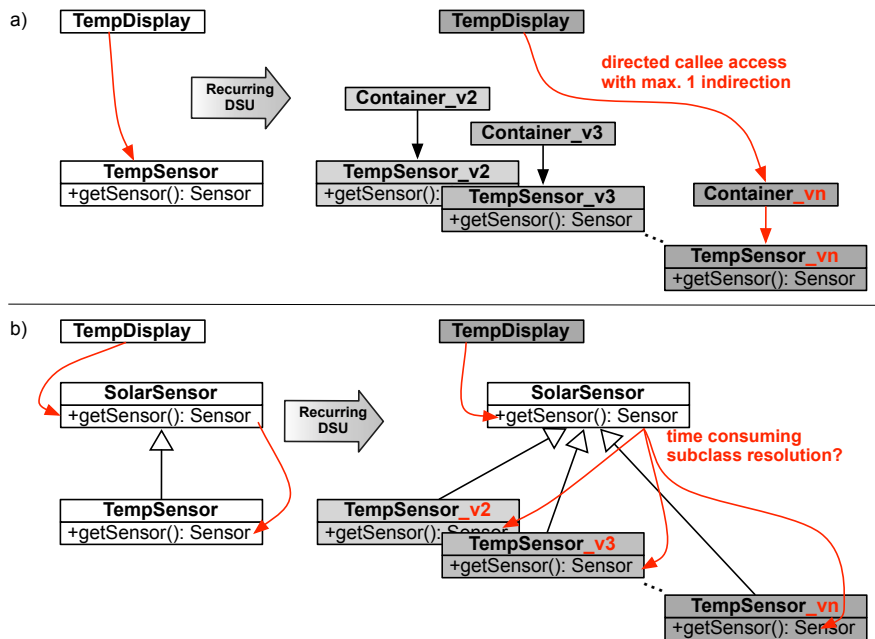 a)
TempDisplay
TempDisplay
directed callee access
with max. 1 indirection
Recurring
DSU
Container_v2
Container_v3
TempSensor
+getSensor(): Sensor
TempSensor_v2
+getSensor():
TempSensor_v3
+getSensor(): Sensor
Container_vn
TempSensor_vn
+getSensor(): Sensor
b)
TempDisplay
TempDisplay
SolarSensor
+getSensor(): Sensor
Recurring
DSU
SolarSensor
+getSensor(): Sensor
time consuming
subclass resolution?
TempSensor
+getSensor(): Sensor
TempSensor_v2
+getSensor(): Sensor
TempSensor_v3
+getSensor(): Sensor
TempSensor_vn
+getSensor(): Sensor